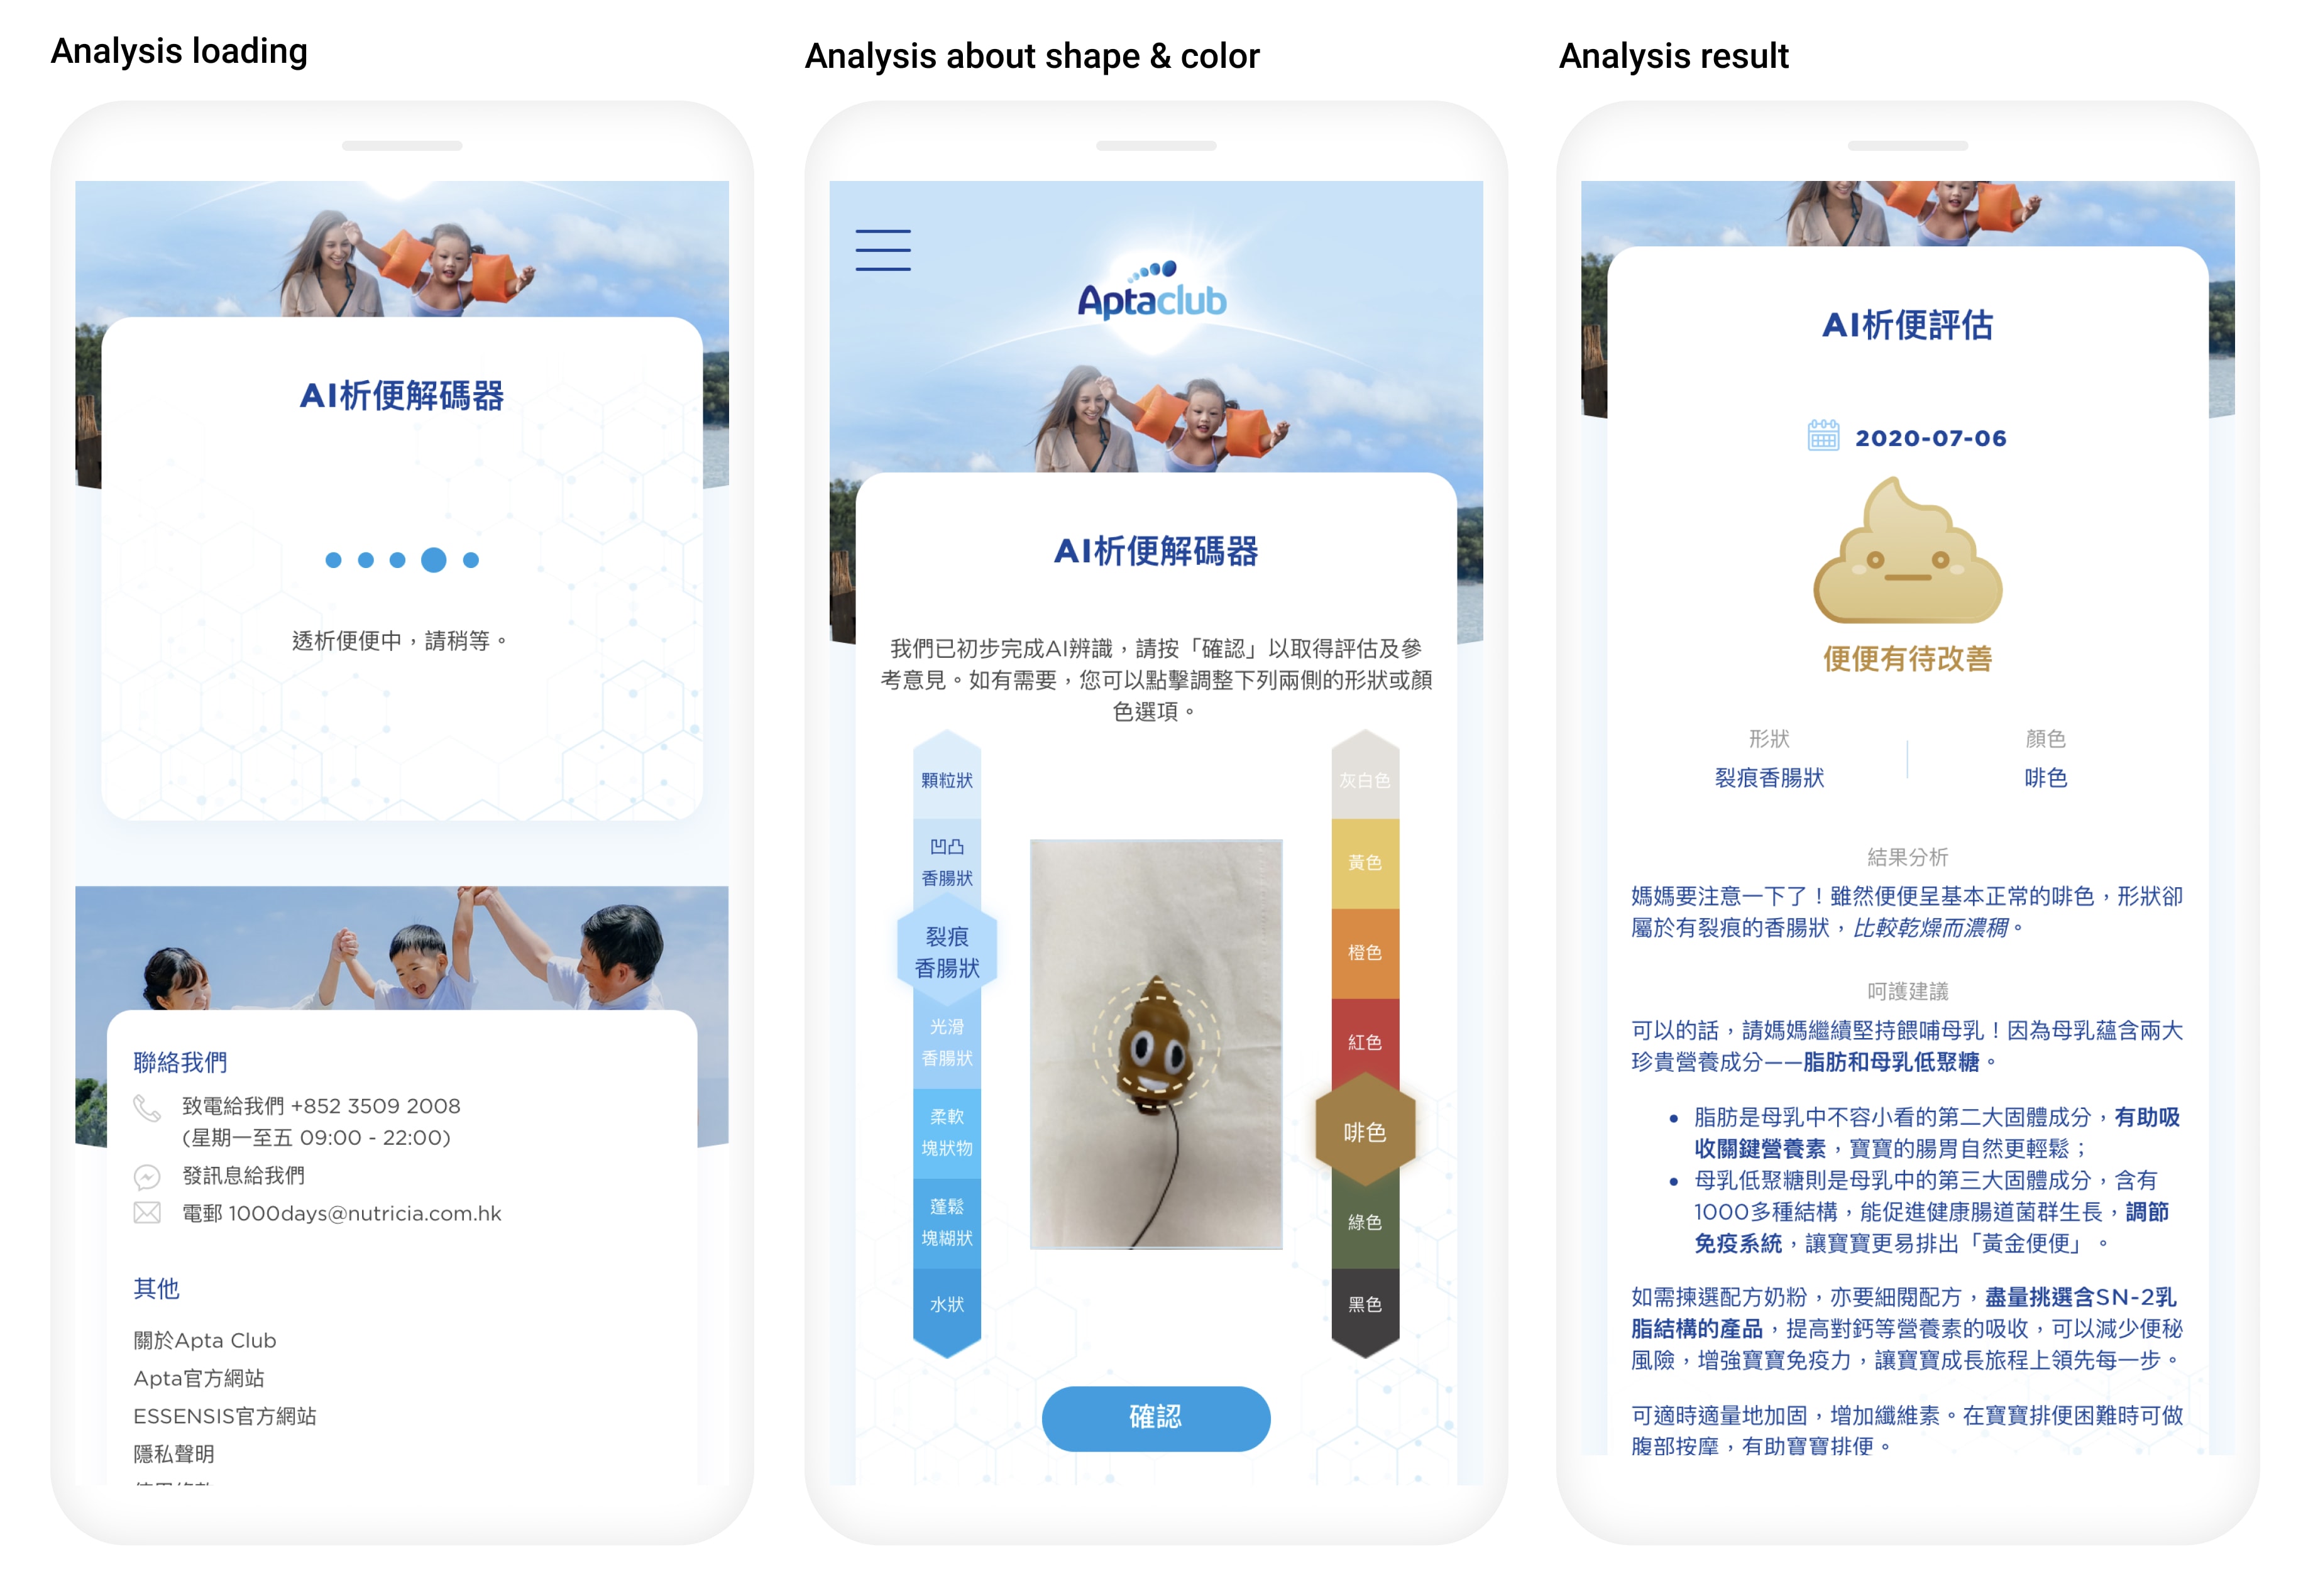 Analysis loading
AI析便解碼器
透析便便中，請稍等。
聯絡我們
致電給我們 +852 3509 2008
(星期一至五 09:00 - 22:00)
發訊息給我們
電郵 1000days@nutricia.com.hk
其他
關於Apta Club
Apta官方網站
ESSENSIS官方網站
隱私聲明
Analysis about shape & color
Aptaclub
AI析便解碼器
我們已初步完成AI辨識，請按「確認」以取得評估及參
考意見。如有需要，您可以點擊調整下列兩側的形狀或顏
色選項。
顆粒狀
凹凸
香腸狀
裂痕
香腸狀
光滑
香腸狀
柔軟
塊狀物
蓬鬆
塊糊狀
水狀
灰白色
黃色
橙色
紅色
啡色
綠色
黑色
確認
Analysis result
AI析便評估
2020-07-06
便便有待改善
形狀
裂痕香腸狀
顏色
啡色
結果分析
媽媽要注意一下了！雖然便便呈基本正常的啡色，形狀卻
屬於有裂痕的香腸狀，比較乾燥而濃稠。
呵護建議
可以的話，請媽媽繼續堅持餵哺母乳！因為母乳蘊含兩大
珍貴營養成分——脂肪和母乳低聚糖。
• 脂肪是母乳中不容小看的第二大固體成分，有助吸
收關鍵營養素，寶寶的腸胃自然更輕鬆；
• 母乳低聚糖則是母乳中的第三大固體成分，含有
1000多種結構，能促進健康腸道菌群生長，調節
免疫系統，讓寶寶更易排出「黃金便便」。
如需揀選配方奶粉，亦要細閱配方，盡量挑選含SN-2乳
脂結構的產品，提高對鈣等營養素的吸收，可以減少便秘
風險，增強寶寶免疫力，讓寶寶成長旅程上領先每一步。
可適時適量地加固，增加纖維素。在寶寶排便困難時可做
腹部按摩，有助寶寶排便。